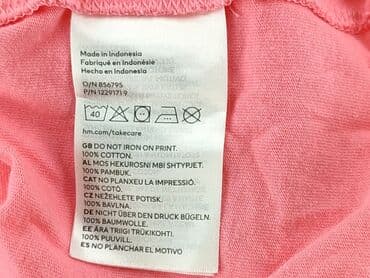 Made in Indonesia
Fabriqué en Indonésie
Hecho en Indonesia
O/N 856795
P/N 1229171 9
40
hm.com/takecare
GB DO NOT IRON ON PRINT.
100% COTTON.
AL MOS HEKUROSNI MBI SHTYPJET.
100% PAMBUK.
CAT NO PLANXEU LA IMPRESSIÓ.
100% COTÓ.
CZ NEŽEHLETE POTISK.
100% BAVLNA.
DE NICHT ÜBER DEN DRUCK BÜGELN.
EE ÄRA TRIIGI TRÜKIKOHTI.
100% PUUVILL.
ES NO PLANCHAR EL MOTIVO